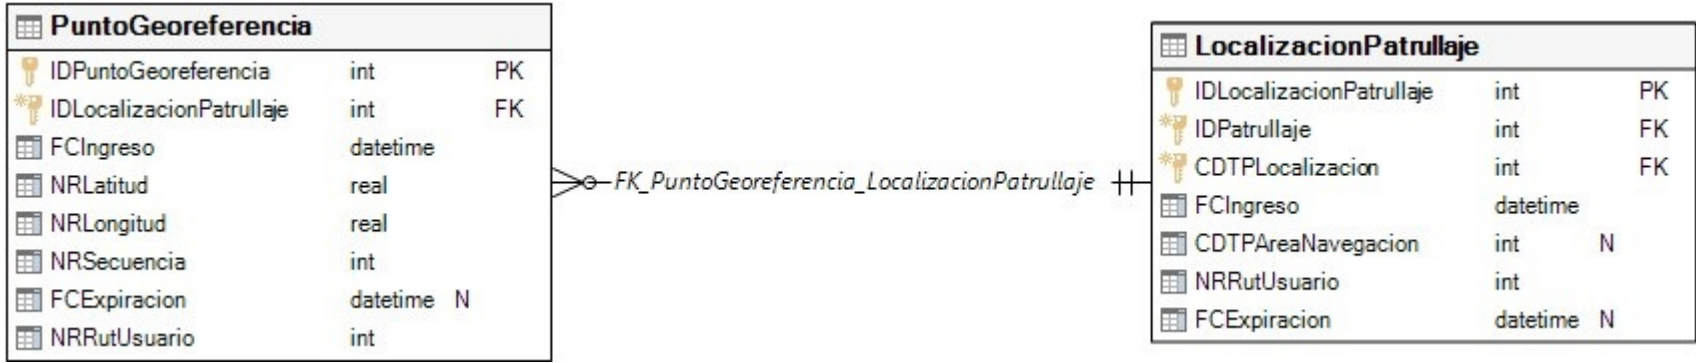 PuntoGeoreferencia
IDPuntoGeoreferencia int PK
IDLocalizacionPatrullaje int FK
FCIngreso datetime
NRLatitud real
NRLongitud real
NRSecuencia int
FCExpiracion datetime N
NRRutUsuario int
FK_PuntoGeoreferencia_LocalizacionPatrullaje
LocalizacionPatrullaje
IDLocalizacionPatrullaje int PK
IDPatrullaje int FK
CDTPLocalizacion int FK
FCIngreso datetime
CDTPAreaNavegacion int N
NRRutUsuario int
FCExpiracion datetime N